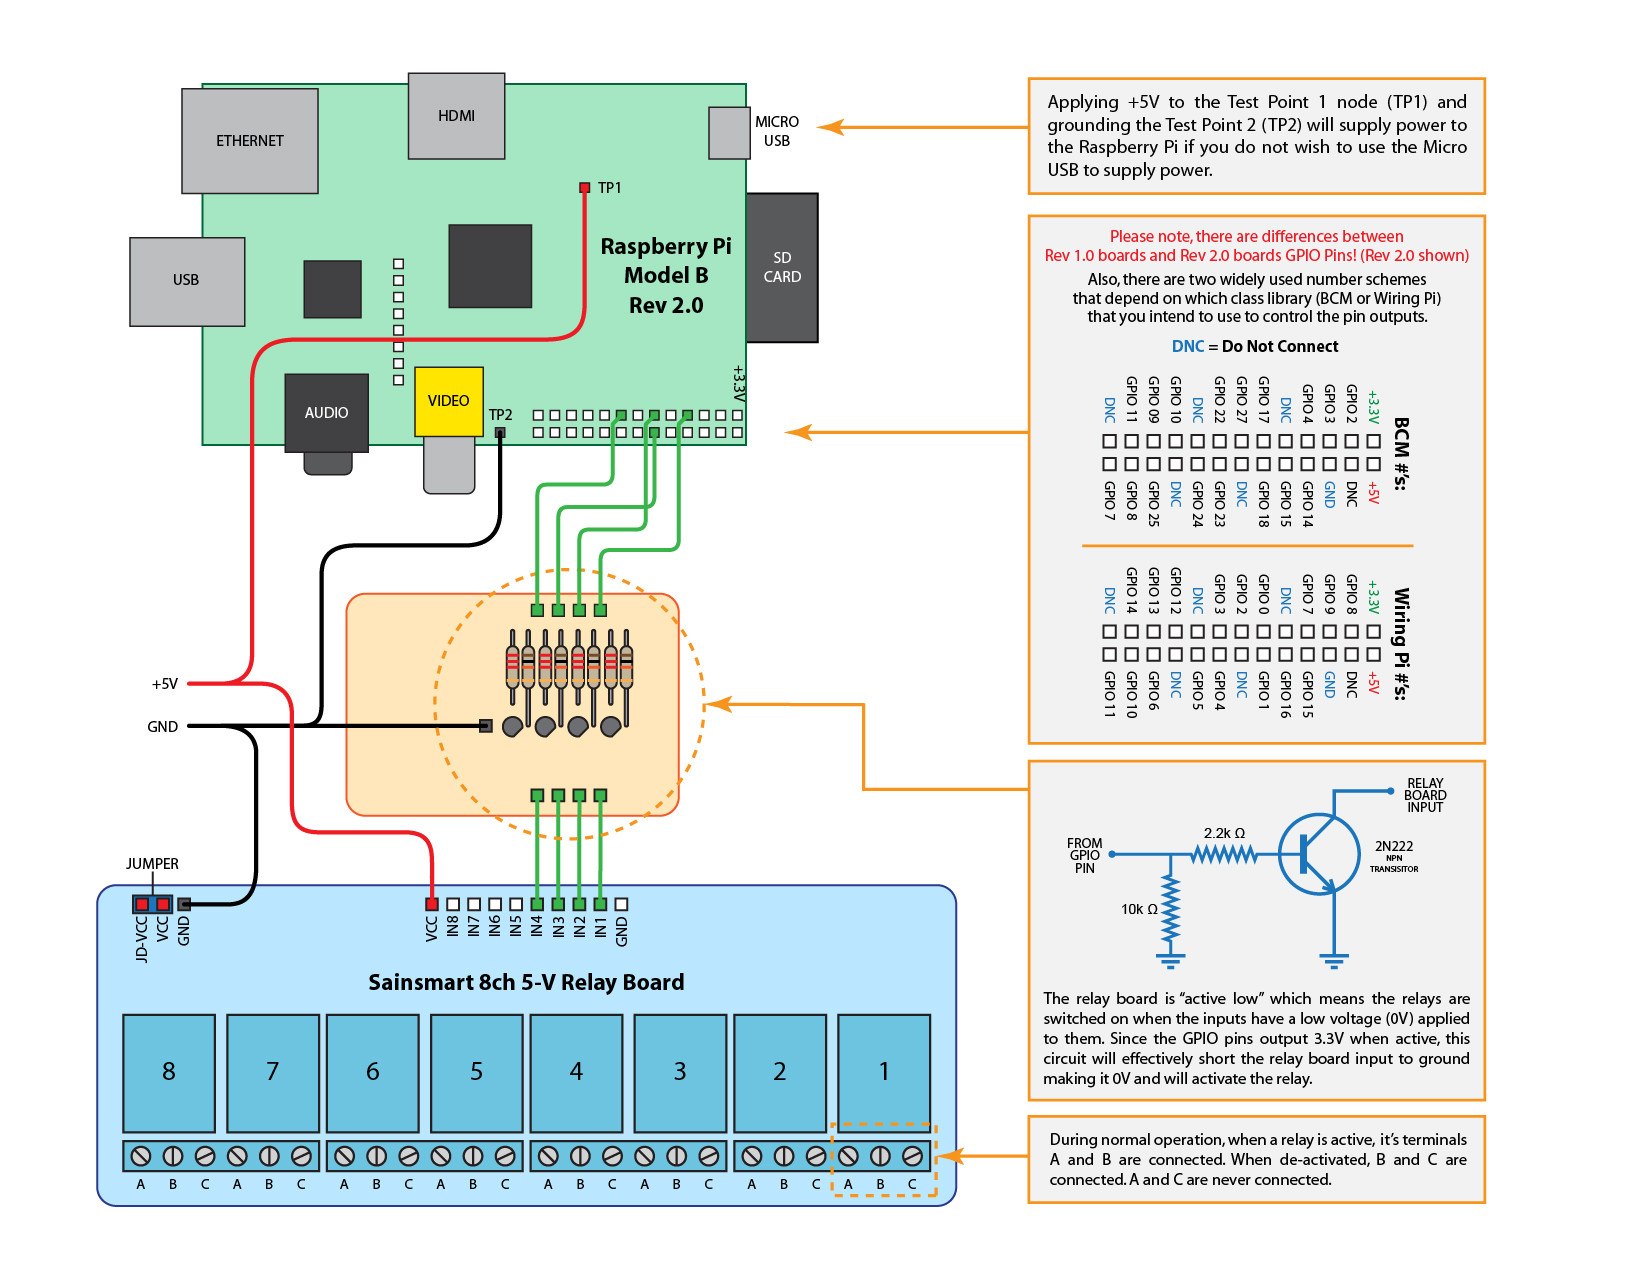 ETHERNET
HDMI
MICRO
USB
TP1
Raspberry Pi
Model B
Rev 2.0
USB
SD
CARD
+3.3V
AUDIO
VIDEO
TP2
+5V
GND
JUMPER
JD-VCC
VCC
GND
VCC
IN8
IN7
IN6
IN5
IN4
IN3
IN2
IN1
GND
Sainsmart 8ch 5-V Relay Board
8 7 6 5 4 3 2 1
A B C A B C A B C A B C A B C A B C A B C A B C
Applying +5V to the Test Point 1 node (TP1) and
grounding the Test Point 2 (TP2) will supply power to
the Raspberry Pi if you do not wish to use the Micro
USB to supply power.
Please note, there are differences between
Rev 1.0 boards and Rev 2.0 boards GPIO Pins! (Rev 2.0 shown)
Also, there are two widely used number schemes
that depend on which class library (BCM or Wiring Pi)
that you intend to use to control the pin outputs.
DNC = Do Not Connect
BCM #'s:
DNC
GPIO 11
GPIO 09
GPIO 10
DNC
GPIO 22
GPIO 27
GPIO 17
DNC
GPIO 4
GPIO 3
GPIO 2
+3.3V
GPIO 7
GPIO 8
GPIO 25
DNC
GPIO 24
GPIO 23
DNC
GPIO 18
GPIO 15
GPIO 14
GND
DNC
+5V
Wiring Pi #'s:
DNC
GPIO 14
GPIO 13
GPIO 12
DNC
GPIO 3
GPIO 2
GPIO 0
DNC
GPIO 7
GPIO 9
GPIO 8
+3.3V
GPIO 11
GPIO 10
GPIO 6
DNC
GPIO 5
GPIO 4
DNC
GPIO 1
GPIO 16
GPIO 15
GND
DNC
+5V
RELAY
BOARD
INPUT
FROM
GPIO
PIN
2.2k Ω
2N222
NPN
TRANSISITOR
10k Ω
The relay board is “active low” which means the relays are
switched on when the inputs have a low voltage (0V) applied
to them. Since the GPIO pins output 3.3V when active, this
circuit will effectively short the relay board input to ground
making it 0V and will activate the relay.
During normal operation, when a relay is active, it’s terminals
A and B are connected. When de-activated, B and C are
connected. A and C are never connected.